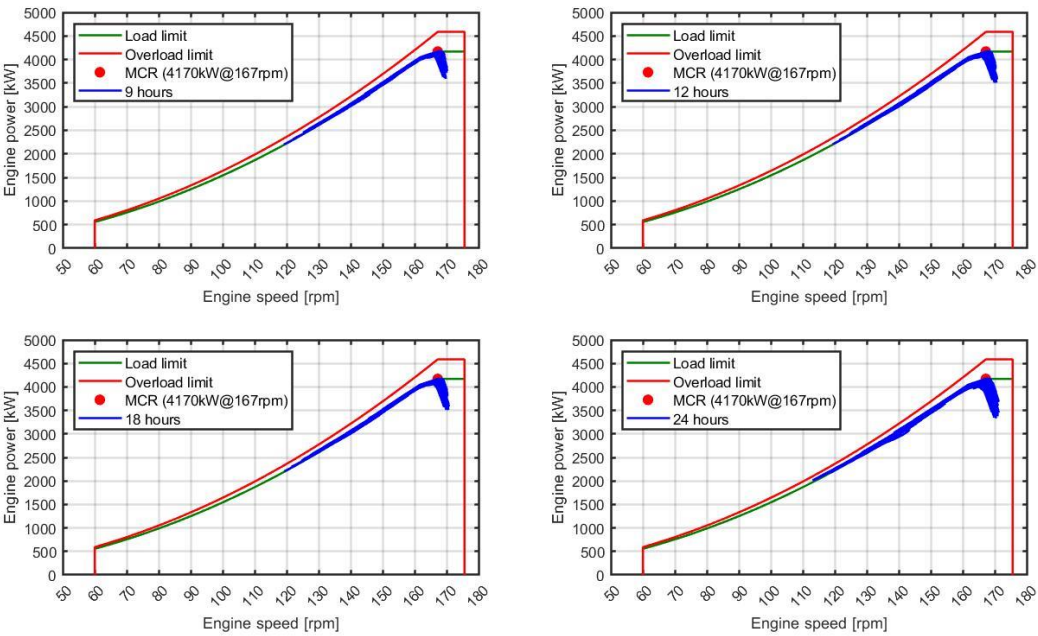 5000
4500
4000
3500
3000
2500
2000
1500
1000
500
0
Engine power [kW]
Load limit
Overload limit
MCR (4170kW@167rpm)
9 hours
50 60 70 80 90 100 110 120 130 140 150 160 170 180
Engine speed [rpm]
5000
4500
4000
3500
3000
2500
2000
1500
1000
500
0
Engine power [kW]
Load limit
Overload limit
MCR (4170kW@167rpm)
12 hours
50 60 70 80 90 100 110 120 130 140 150 160 170 180
Engine speed [rpm]
5000
4500
4000
3500
3000
2500
2000
1500
1000
500
0
Engine power [kW]
Load limit
Overload limit
MCR (4170kW@167rpm)
18 hours
50 60 70 80 90 100 110 120 130 140 150 160 170 180
Engine speed [rpm]
5000
4500
4000
3500
3000
2500
2000
1500
1000
500
0
Engine power [kW]
Load limit
Overload limit
MCR (4170kW@167rpm)
24 hours
50 60 70 80 90 100 110 120 130 140 150 160 170 180
Engine speed [rpm]